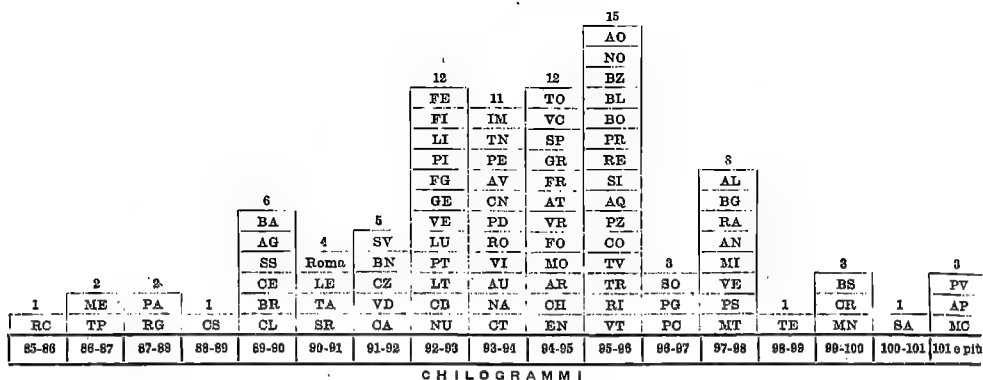 15
AO
NO
12 12 BZ
FE 11 TO BL
FI IM VC BO
LI TN SP PR
PI PE GR RE 8
FG AV FR SI AL
6 GE CN AT AQ BG
BA 5 VE PD VR PZ RA
AG 4 SV LU RO FO CO AN
SS Roma BN PT VI MO TV 3 MI 3 3
2 2 CE LE CZ LT AU AR TR SO VE BS PV
1 ME PA 1 BR TA VD CB NA CH RI PG PS 1 CR 1 AP
RC TP RG CS CL SR CA NU CT EN VT PC MT TE MN SA MC
85-86 86-87 87-88 88-89 89-90 90-91 91-92 92-93 93-94 94-95 95-96 96-97 97-98 98-99 99-100 100-101 101 e più
CHILOGRAMMI